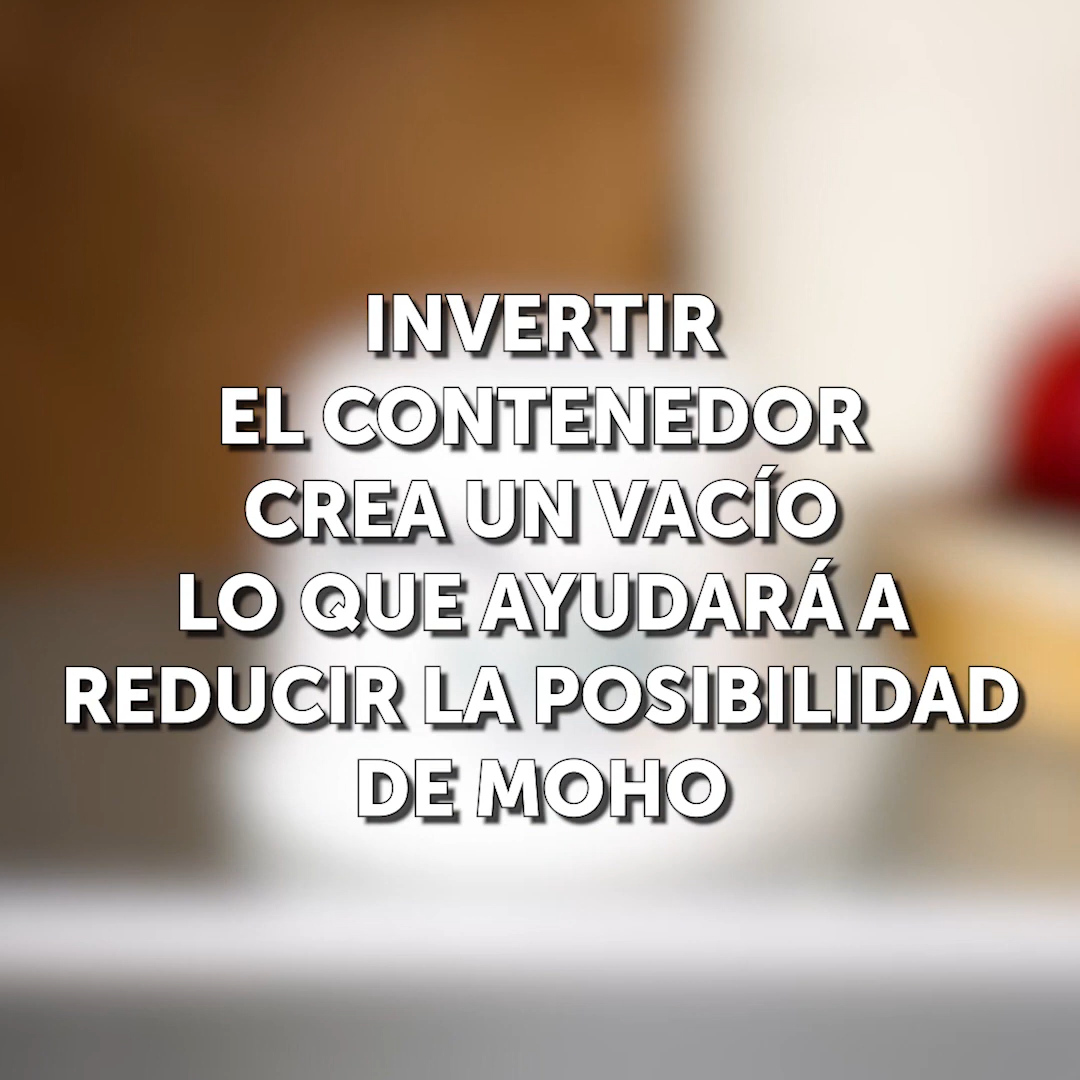 INVERTIR
EL CONTENEDOR
CREA UN VACÍO
LO QUE AYUDARÁ A
REDUCIR LA POSIBILIDAD
DE MOHO